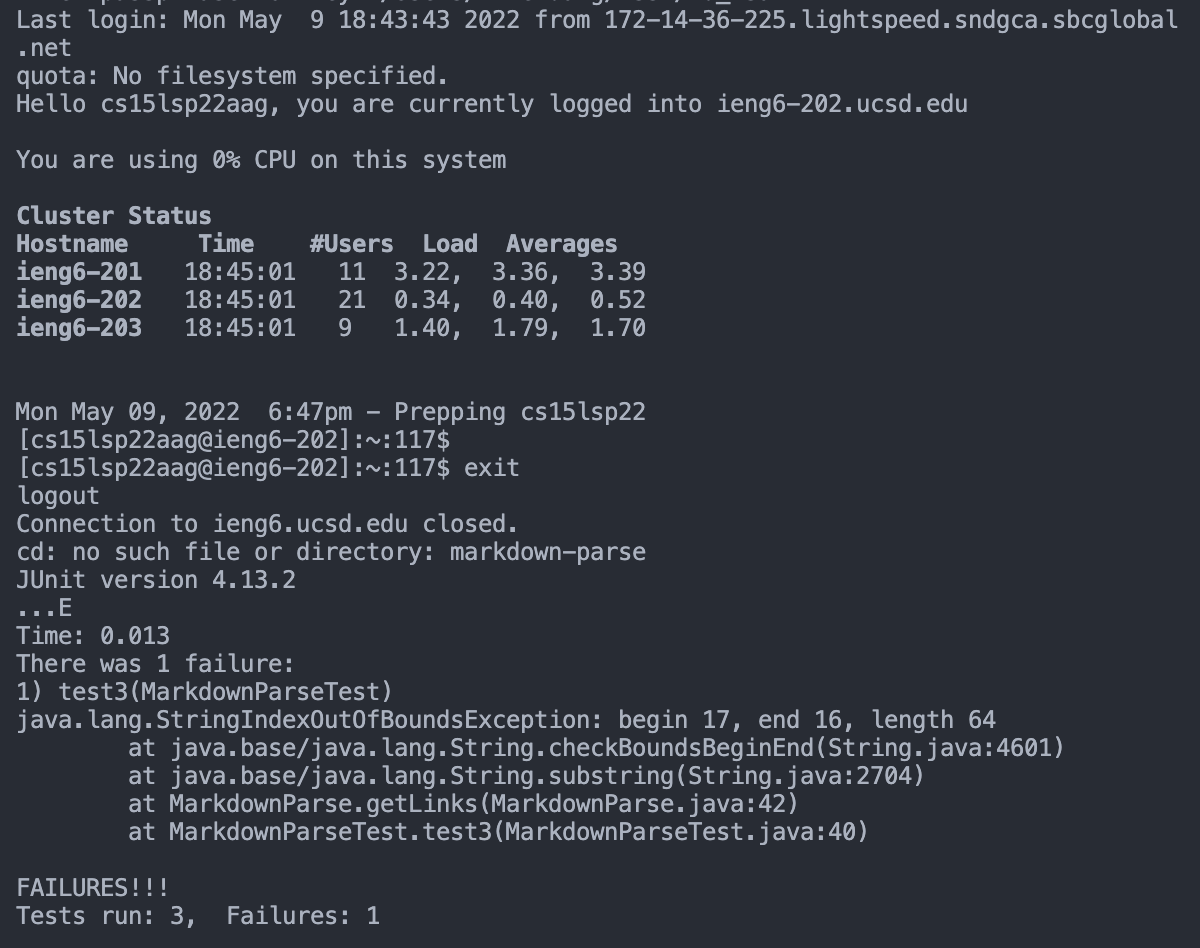 Last login: Mon May  9 18:43:43 2022 from 172-14-36-225.lightspeed.sndgca.sbcglobal
.net
quota: No filesystem specified.
Hello cs15lsp22aag, you are currently logged into ieng6-202.ucsd.edu
You are using 0% CPU on this system
Cluster Status
Hostname     Time    #Users  Load  Averages
ieng6-201   18:45:01   11  3.22,  3.36,  3.39
ieng6-202   18:45:01   21  0.34,  0.40,  0.52
ieng6-203   18:45:01   9   1.40,  1.79,  1.70
Mon May 09, 2022  6:47pm - Prepping cs15lsp22
[cs15lsp22aag@ieng6-202]:~:117$
[cs15lsp22aag@ieng6-202]:~:117$ exit
logout
Connection to ieng6.ucsd.edu closed.
cd: no such file or directory: markdown-parse
JUnit version 4.13.2
...E
Time: 0.013
There was 1 failure:
1) test3(MarkdownParseTest)
java.lang.StringIndexOutOfBoundsException: begin 17, end 16, length 64
        at java.base/java.lang.String.checkBoundsBeginEnd(String.java:4601)
        at java.base/java.lang.String.substring(String.java:2704)
        at MarkdownParse.getLinks(MarkdownParse.java:42)
        at MarkdownParseTest.test3(MarkdownParseTest.java:40)
FAILURES!!!
Tests run: 3,  Failures: 1